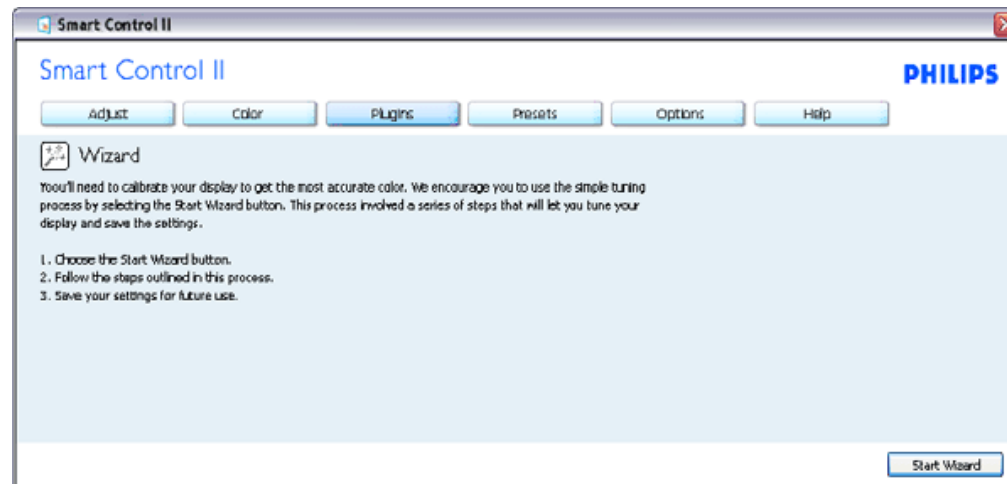 Smart Control II
Smart Control II
PHILIPS
Adjust Color Plugins Presets Options Help
Wizard
Yoou'll need to calibrate your display to get the most accurate color. We encourage you to use the simple tuning
process by selecting the Start Wizard button. This process involved a series of steps that will let you tune your
display and save the settings.
1. Choose the Start Wizard button.
2. Follow the steps outlined in this process.
3. Save your settings for future use.
Start Wizard